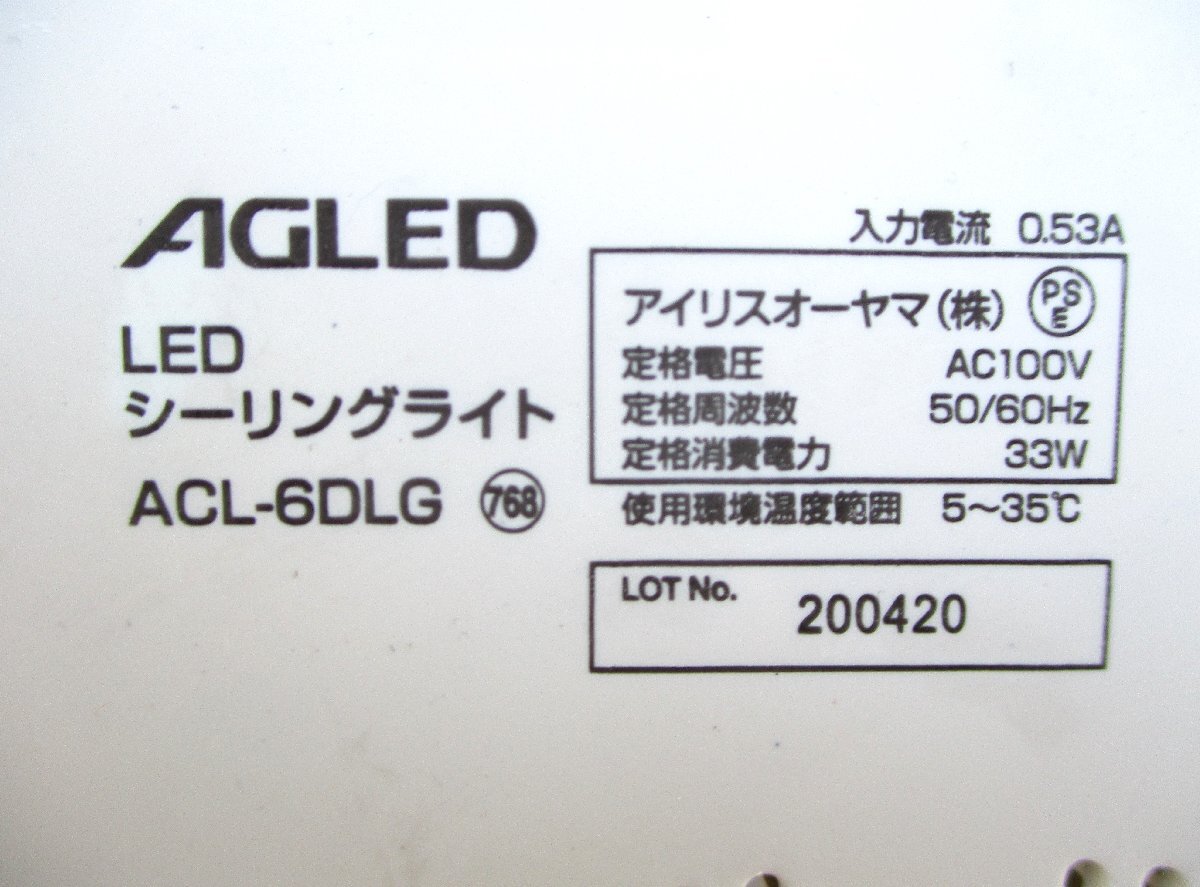 AGLED
LED
シーリングライト
ACL-6DLG 768
入力電流 0.53A
アイリスオーヤマ(株) PSE
定格電圧 AC100V
定格周波数 50/60Hz
定格消費電力 33W
使用環境温度範囲 5～35℃
LOT No. 200420